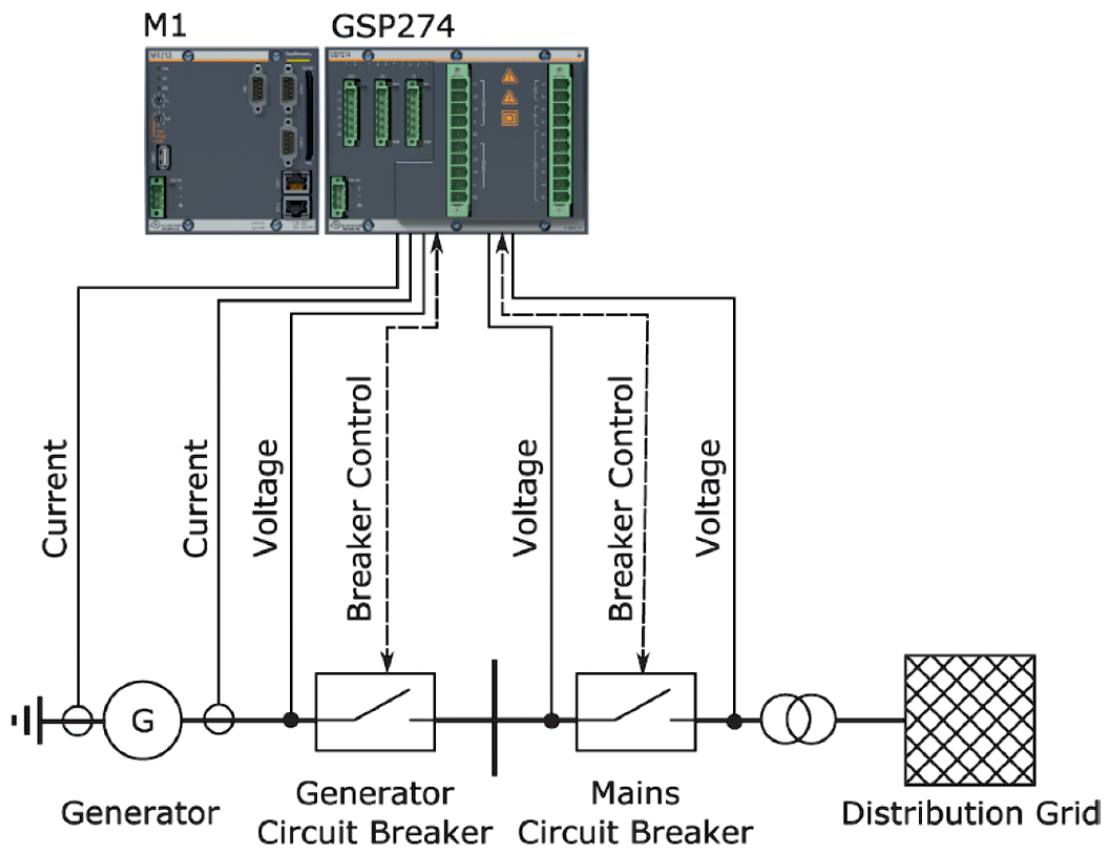 M1
GSP274
Current
Current
Voltage
Breaker Control
Voltage
Breaker Control
Voltage
G
Generator
Generator
Circuit Breaker
Mains
Circuit Breaker
Distribution Grid